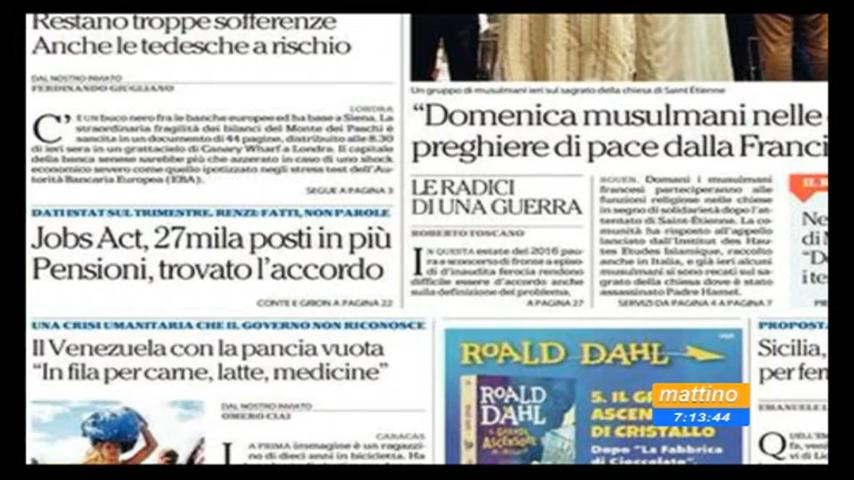 Restano troppe sofferenze
Anche le tedesche a rischio
DAL NOSTRO INVIATO
FERDINANDO GIUGLIANO
LONDRA
C'È UN buco nero fra le banche europee ed ha base a Siena. La
straordinaria fragilità dei bilanci del Monte dei Paschi è
sancita in un documento di 44 pagine, distribuito alle 8.30
di ieri sera in un grattacielo di Canary Wharf a Londra. Il capitale
della banca senese sarebbe più che azzerato in caso di uno shock
economico severo come quello ipotizzato negli stress test dell'Au-
torità Bancaria Europea (EBA).
SEGUE A PAGINA 3
DATI ISTAT SUL TRIMESTRE. RENZI: FATTI, NON PAROLE
Jobs Act, 27mila posti in più
Pensioni, trovato l'accordo
CONTE E GRION A PAGINA 22
Un gruppo di musulmani ieri sul sagrato della chiesa di Saint Étienne
"Domenica musulmani nelle
preghiere di pace dalla Franci
LE RADICI
DI UNA GUERRA
ROBERTO TOSCANO
IN QUESTA estate del 2016 pau-
ra e sconcerto di fronte a episo-
di d'inaudita ferocia rendono
difficile essere d'accordo anche
sulla definizione del problema.
A PAGINA 27
ROUEN. Domani i musulmani
francesi parteciperanno alle
funzioni religiose nelle chiese
in segno di solidarietà dopo l'at-
tentato di Saint-Étienne. La co-
munità ha risposto all'appello
lanciato dall'Institut des Hau-
tes Etudes Islamique, raccolto
anche in Italia, e già ieri alcuni
musulmani si sono recati sul sa-
grato della chiesa dove è stato
assassinato Padre Hamel.
SERVIZI DA PAGINA 4 A PAGINA 7
IL R
Ne
di M
"De
i te
UNA CRISI UMANITARIA CHE IL GOVERNO NON RICONOSCE
Il Venezuela con la pancia vuota
"In fila per carne, latte, medicine"
DAL NOSTRO INVIATO
OMERO CIAI
CARACAS
LA PRIMA immagine è un ragazzi-
no di dieci anni in bicicletta. Ha
ROALD DAHL
ROALD
DAHL
IL GRANDE
ASCENSORE
5. IL G
ASCEN
DI CRISTALLO
Dopo "La Fabbrica
di Cioccolato"
PROPOSTA
Sicilia,
per fer
EMANUELE L
mattino
7:13:44